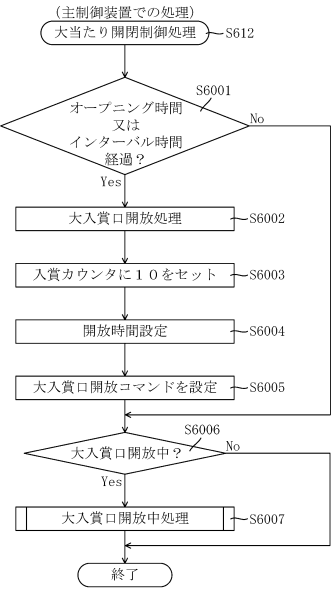 （主制御装置での処理）
大当たり開閉制御処理
S612
S6001
オープニング時間
又は
インターバル時間
経過？
No
Yes
大入賞口開放処理
S6002
入賞カウンタに１０をセット
S6003
開放時間設定
S6004
大入賞口開放コマンドを設定
S6005
S6006
大入賞口開放中？
No
Yes
大入賞口開放中処理
S6007
終了